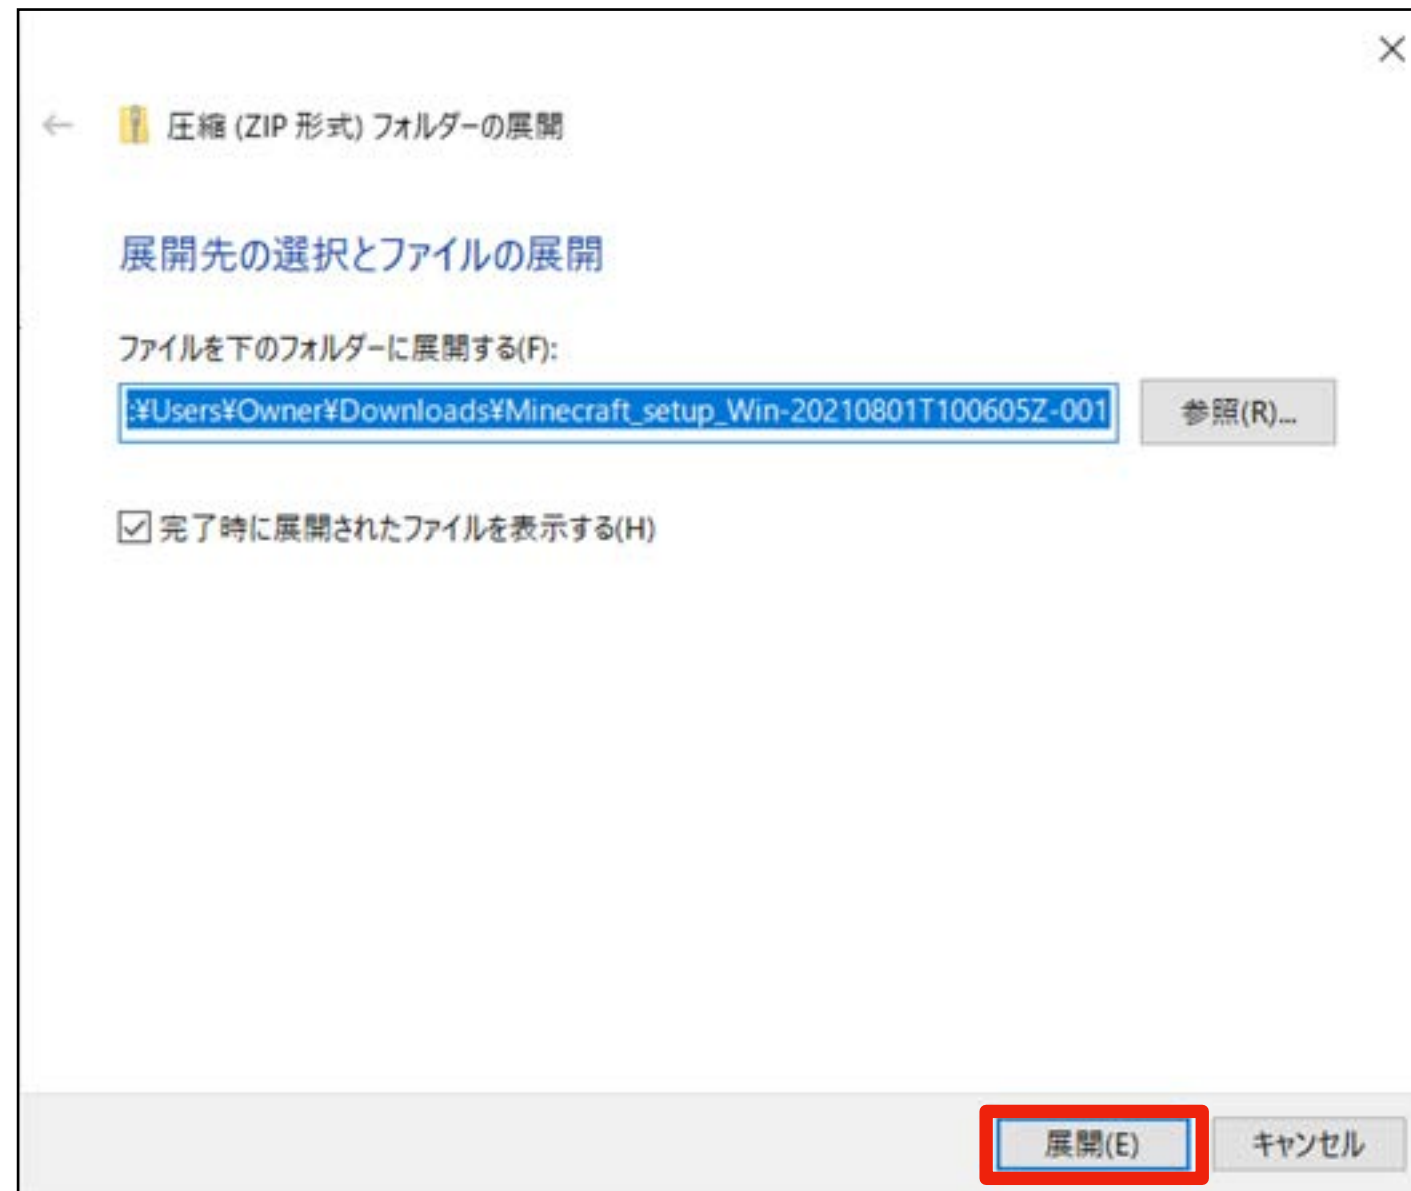 圧縮 (ZIP 形式) フォルダーの展開
展開先の選択とファイルの展開
ファイルを下のフォルダーに展開する(F):
:¥Users¥Owner¥Downloads¥Minecraft_setup_Win-20210801T100605Z-001
参照(R)...
完了時に展開されたファイルを表示する(H)
展開(E)
キャンセル